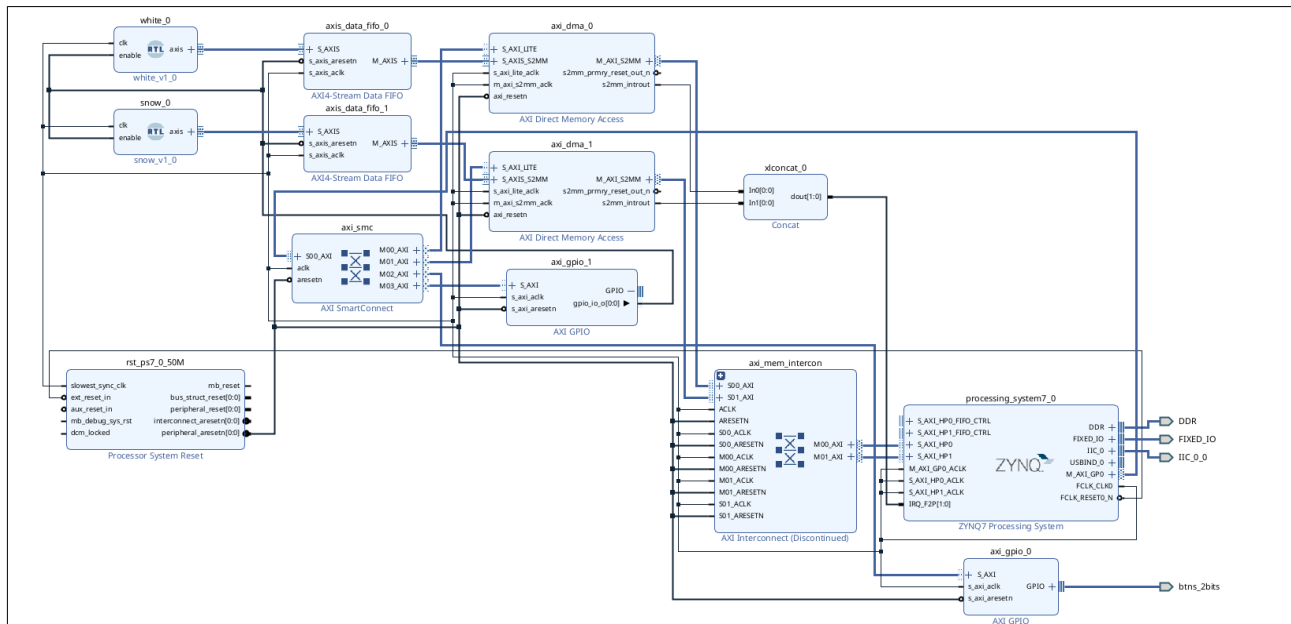 white_0
clk
enable
RTL
axis
white_v1_0
snow_0
clk
enable
RTL
axis
snow_v1_0
axis_data_fifo_0
S_AXIS
s_axis_aresetn
s_axis_aclk
M_AXIS
AXI4-Stream Data FIFO
axis_data_fifo_1
S_AXIS
s_axis_aresetn
s_axis_aclk
M_AXIS
AXI4-Stream Data FIFO
axi_dma_0
S_AXI_LITE
S_AXIS_S2MM
s_axi_lite_aclk
m_axi_s2mm_aclk
axi_resetn
M_AXI_S2MM
s2mm_prmry_reset_out_n
s2mm_introut
AXI Direct Memory Access
axi_dma_1
S_AXI_LITE
S_AXIS_S2MM
s_axi_lite_aclk
m_axi_s2mm_aclk
axi_resetn
M_AXI_S2MM
s2mm_prmry_reset_out_n
s2mm_introut
AXI Direct Memory Access
xlconcat_0
In0[0:0]
In1[0:0]
dout[1:0]
Concat
axi_smc
S00_AXI
aclk
aresetn
M00_AXI
M01_AXI
M02_AXI
M03_AXI
AXI SmartConnect
axi_gpio_1
S_AXI
s_axi_aclk
s_axi_aresetn
GPIO
gpio_io_o[0:0]
AXI GPIO
rst_ps7_0_50M
slowest_sync_clk
ext_reset_in
aux_reset_in
mb_debug_sys_rst
dcm_locked
mb_reset
bus_struct_reset[0:0]
peripheral_reset[0:0]
interconnect_aresetn[0:0]
peripheral_aresetn[0:0]
Processor System Reset
axi_mem_intercon
S00_AXI
S01_AXI
ACLK
ARESETN
S00_ACLK
S00_ARESETN
M00_ACLK
M00_ARESETN
M01_ACLK
M01_ARESETN
S01_ACLK
S01_ARESETN
M00_AXI
M01_AXI
AXI Interconnect (Discontinued)
processing_system7_0
S_AXI_HP0_FIFO_CTRL
S_AXI_HP1_FIFO_CTRL
S_AXI_HP0
S_AXI_HP1
M_AXI_GP0_ACLK
S_AXI_HP0_ACLK
S_AXI_HP1_ACLK
IRQ_F2P[1:0]
ZYNQ
DDR
FIXED_IO
IIC_0
USBIND_0
M_AXI_GP0
FCLK_CLK0
FCLK_RESET0_N
ZYNQ7 Processing System
DDR
FIXED_IO
IIC_0_0
axi_gpio_0
S_AXI
s_axi_aclk
s_axi_aresetn
GPIO
AXI GPIO
btns_2bits